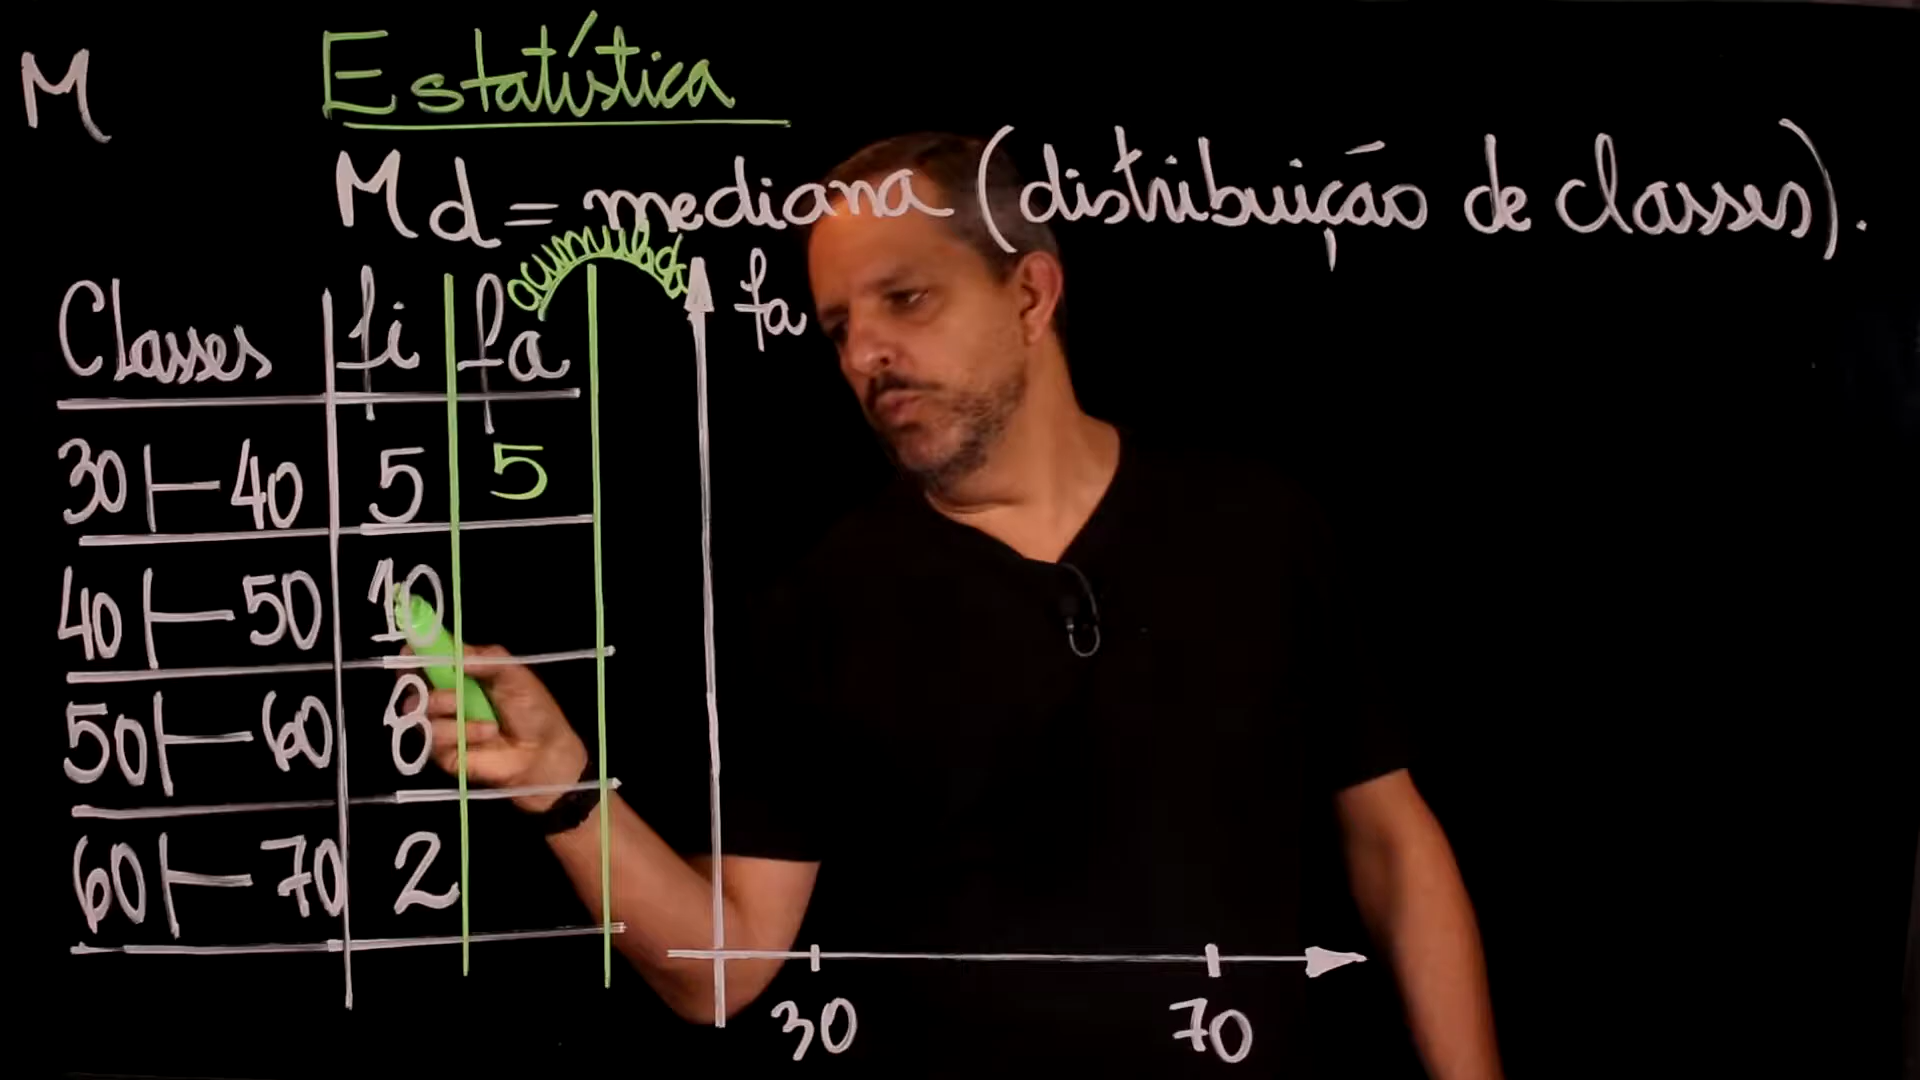 M
Estatística
Md = mediana (distribuição de classes).
acumulada
Classes fi fa
30 |— 40 5 5
40 |— 50 10
50 |— 60 8
60 |— 70 2
fa
30 70